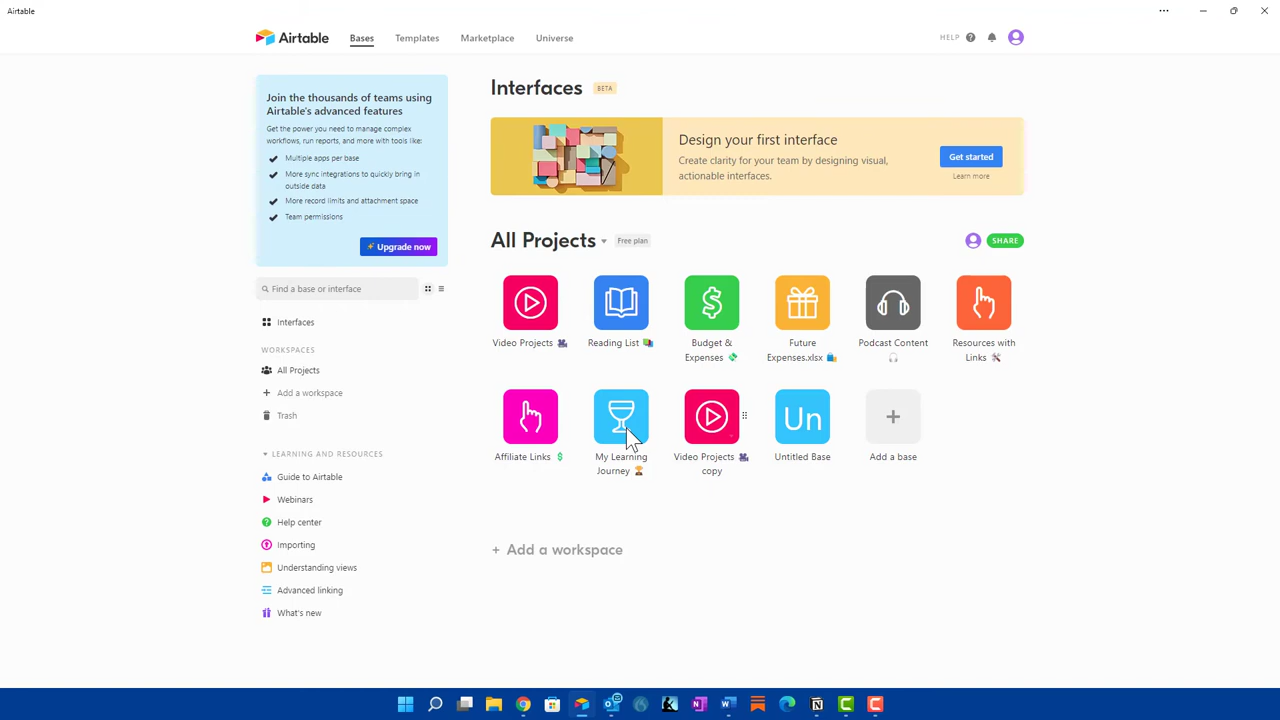 Airtable
Airtable
Bases
Templates
Marketplace
Universe
HELP
Join the thousands of teams using
Airtable's advanced features
Get the power you need to manage complex
workflows, run reports, and more with tools like:
Multiple apps per base
More sync integrations to quickly bring in
outside data
More record limits and attachment space
Team permissions
Upgrade now
Find a base or interface
Interfaces
WORKSPACES
All Projects
Add a workspace
Trash
LEARNING AND RESOURCES
Guide to Airtable
Webinars
Help center
Importing
Understanding views
Advanced linking
What's new
Interfaces BETA
Design your first interface
Create clarity for your team by designing visual,
actionable interfaces.
Get started
Learn more
All Projects
Free plan
SHARE
Video Projects
Reading List
Budget &
Expenses
Future
Expenses.xlsx
Podcast Content
Resources with
Links
Affiliate Links
My Learning
Journey
Video Projects
copy
Un
Untitled Base
Add a base
+ Add a workspace